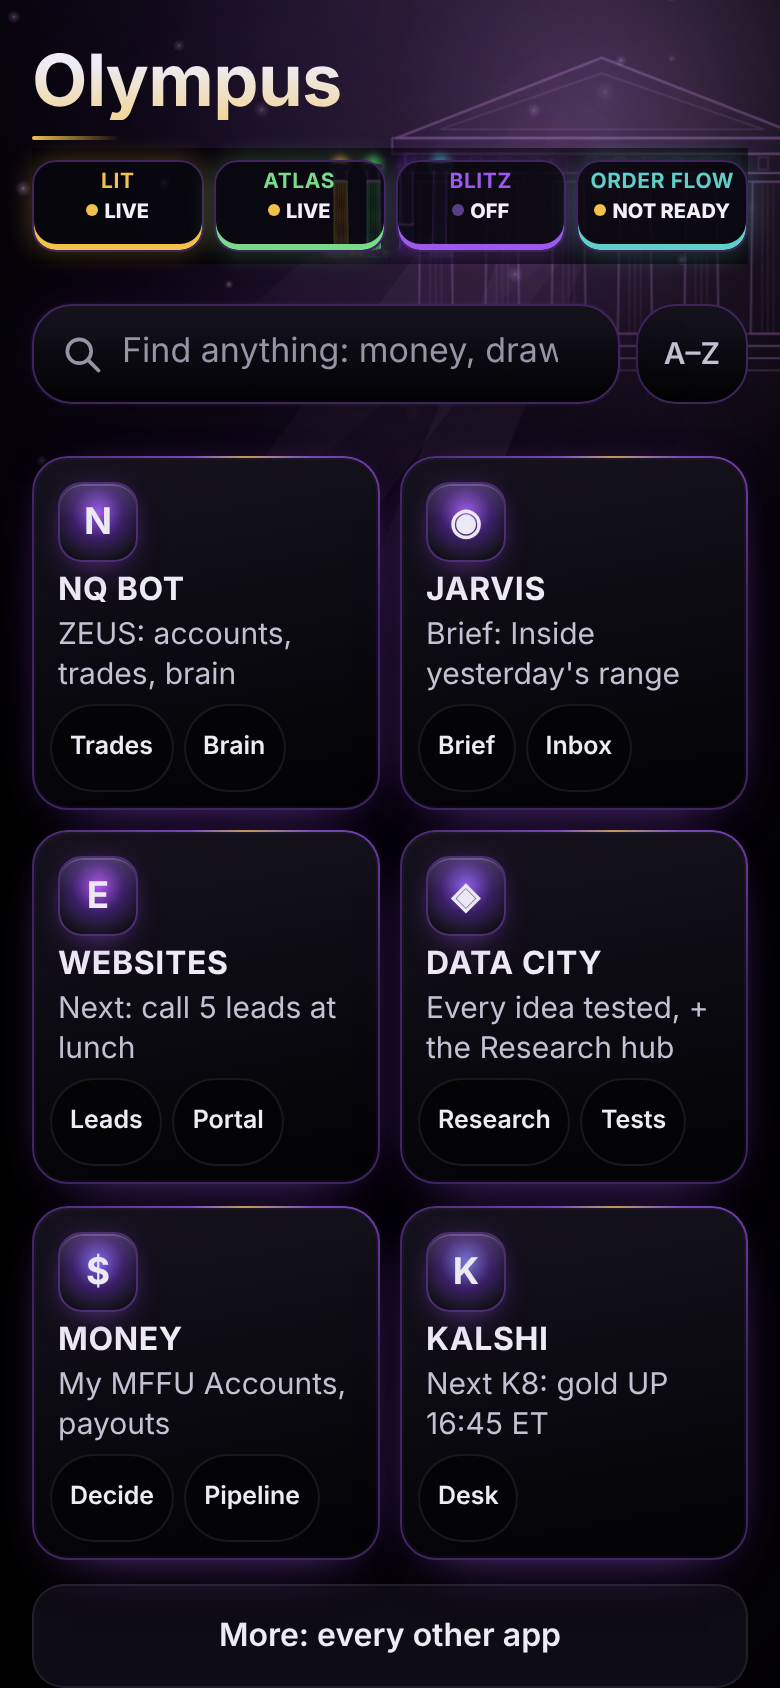 Olympus
LIT
LIVE
ATLAS
LIVE
BLITZ
OFF
ORDER FLOW
NOT READY
Find anything: money, draw
A–Z
N
NQ BOT
ZEUS: accounts,
trades, brain
Trades
Brain
JARVIS
Brief: Inside
yesterday's range
Brief
Inbox
E
WEBSITES
Next: call 5 leads at
lunch
Leads
Portal
DATA CITY
Every idea tested, +
the Research hub
Research
Tests
$
MONEY
My MFFU Accounts,
payouts
Decide
Pipeline
K
KALSHI
Next K8: gold UP
16:45 ET
Desk
More: every other app